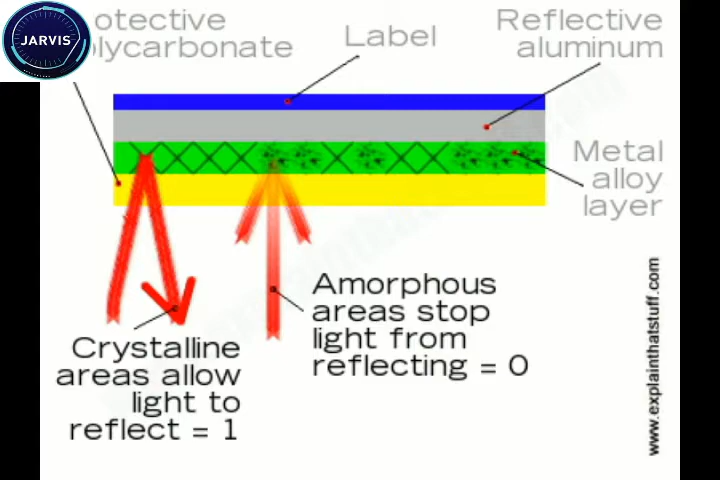 JARVIS
otective
lycarbonate
Label
Reflective
aluminum
Metal
alloy
layer
Amorphous
areas stop
light from
reflecting = 0
Crystalline
areas allow
light to
reflect = 1
www.explainthatstuff.com